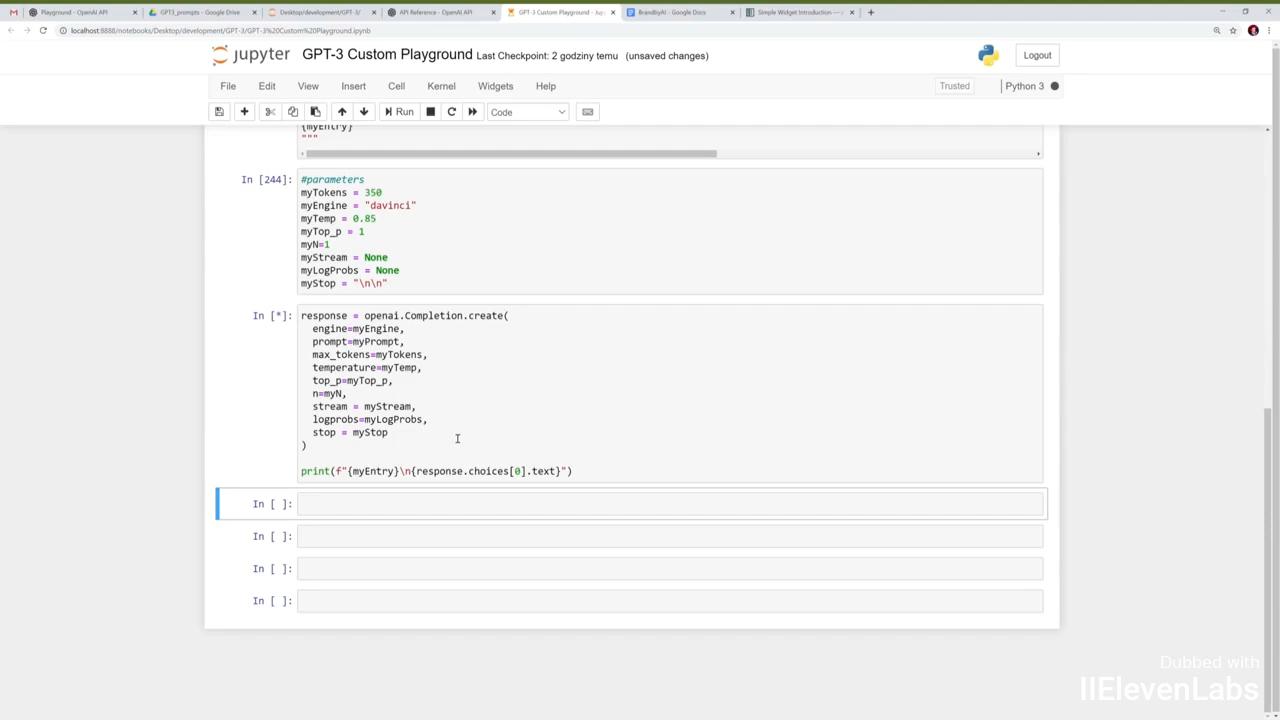 Playground - OpenAI API
GPT3_prompts - Google Drive
Desktop/development/GPT-3/
API Reference - OpenAI API
GPT-3 Custom Playground - Jup
BrandbyAI - Google Docs
Simple Widget Introduction —
localhost:8888/notebooks/Desktop/development/GPT-3/GPT-3%20Custom%20Playground.ipynb
jupyter GPT-3 Custom Playground Last Checkpoint: 2 godziny temu (unsaved changes)
Logout
File Edit View Insert Cell Kernel Widgets Help
Trusted
Python 3
Run
Code
{myEntry}
"""
In [244]:
#parameters
myTokens = 350
myEngine = "davinci"
myTemp = 0.85
myTop_p = 1
myN=1
myStream = None
myLogProbs = None
myStop = "\n\n"
In [*]:
response = openai.Completion.create(
engine=myEngine,
prompt=myPrompt,
max_tokens=myTokens,
temperature=myTemp,
top_p=myTop_p,
n=myN,
stream = myStream,
logprobs=myLogProbs,
stop = myStop
)
print(f"{myEntry}\n{response.choices[0].text}")
In [ ]:
In [ ]:
In [ ]:
In [ ]:
Dubbed with
IIElevenLabs